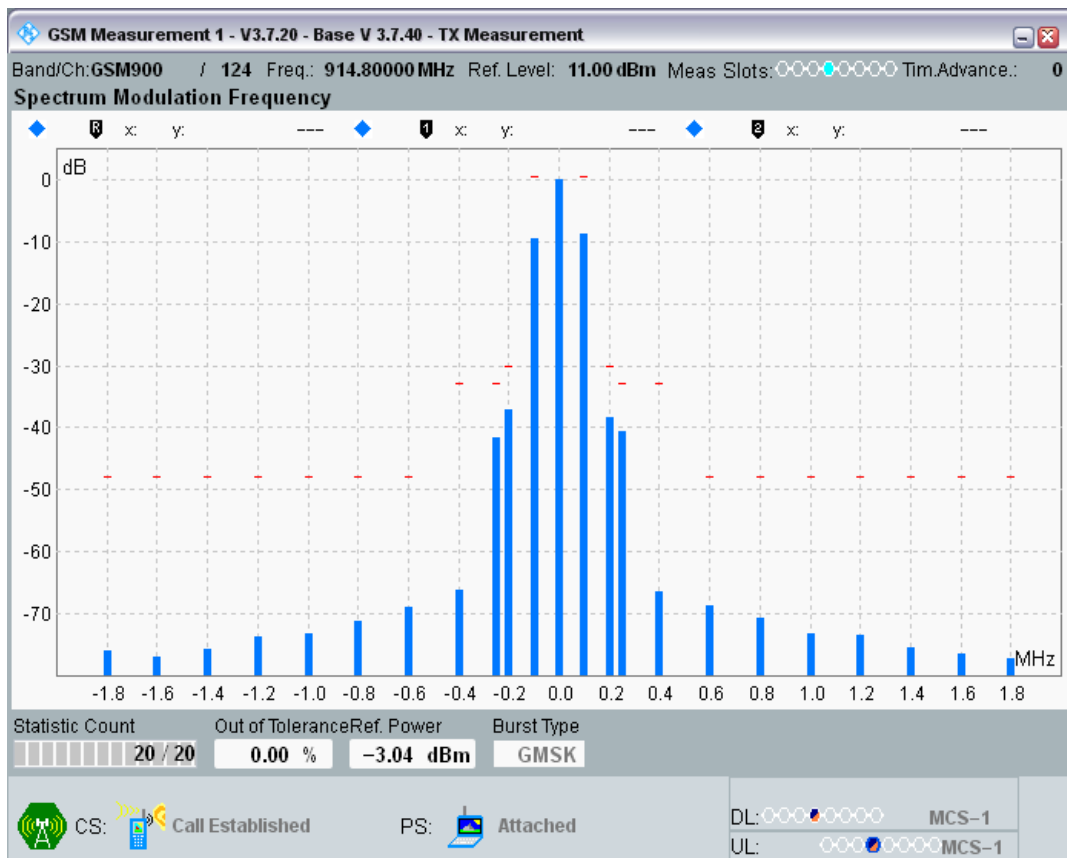 GSM Measurement 1 - V3.7.20 - Base V 3.7.40 - TX Measurement
Band/Ch:GSM900 / 124 Freq.: 914.80000 MHz Ref. Level: 11.00 dBm Meas Slots: Tim.Advance.: 0
Spectrum Modulation Frequency
R x: y: --- 1 x: y: --- 2 x: y: ---
dB
0
-10
-20
-30
-40
-50
-60
-70
MHz
-1.8 -1.6 -1.4 -1.2 -1.0 -0.8 -0.6 -0.4 -0.2 0.0 0.2 0.4 0.6 0.8 1.0 1.2 1.4 1.6 1.8
Statistic Count Out of Tolerance Ref. Power Burst Type
20 / 20 0.00 % −3.04 dBm GMSK
CS: Call Established PS: Attached
DL: MCS−1
UL: MCS−1